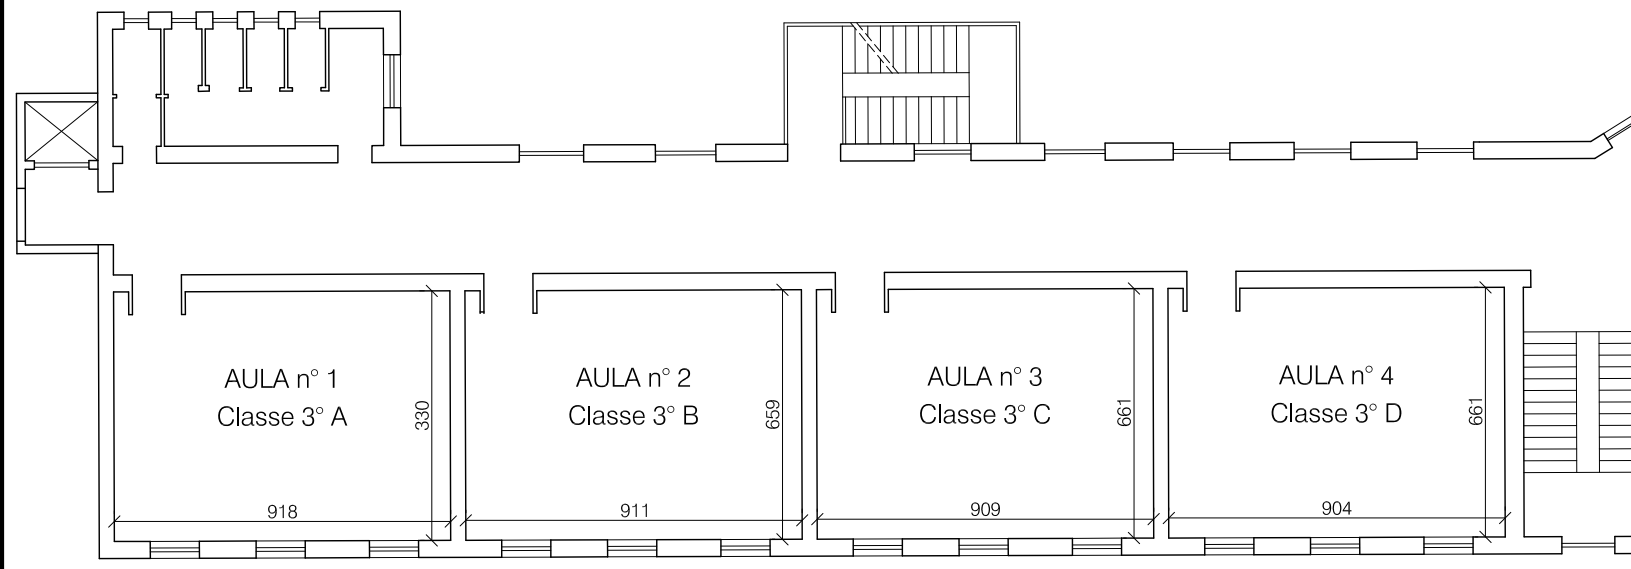 AULA n° 1
Classe 3° A
330
918
AULA n° 2
Classe 3° B
659
911
AULA n° 3
Classe 3° C
661
909
AULA n° 4
Classe 3° D
661
904